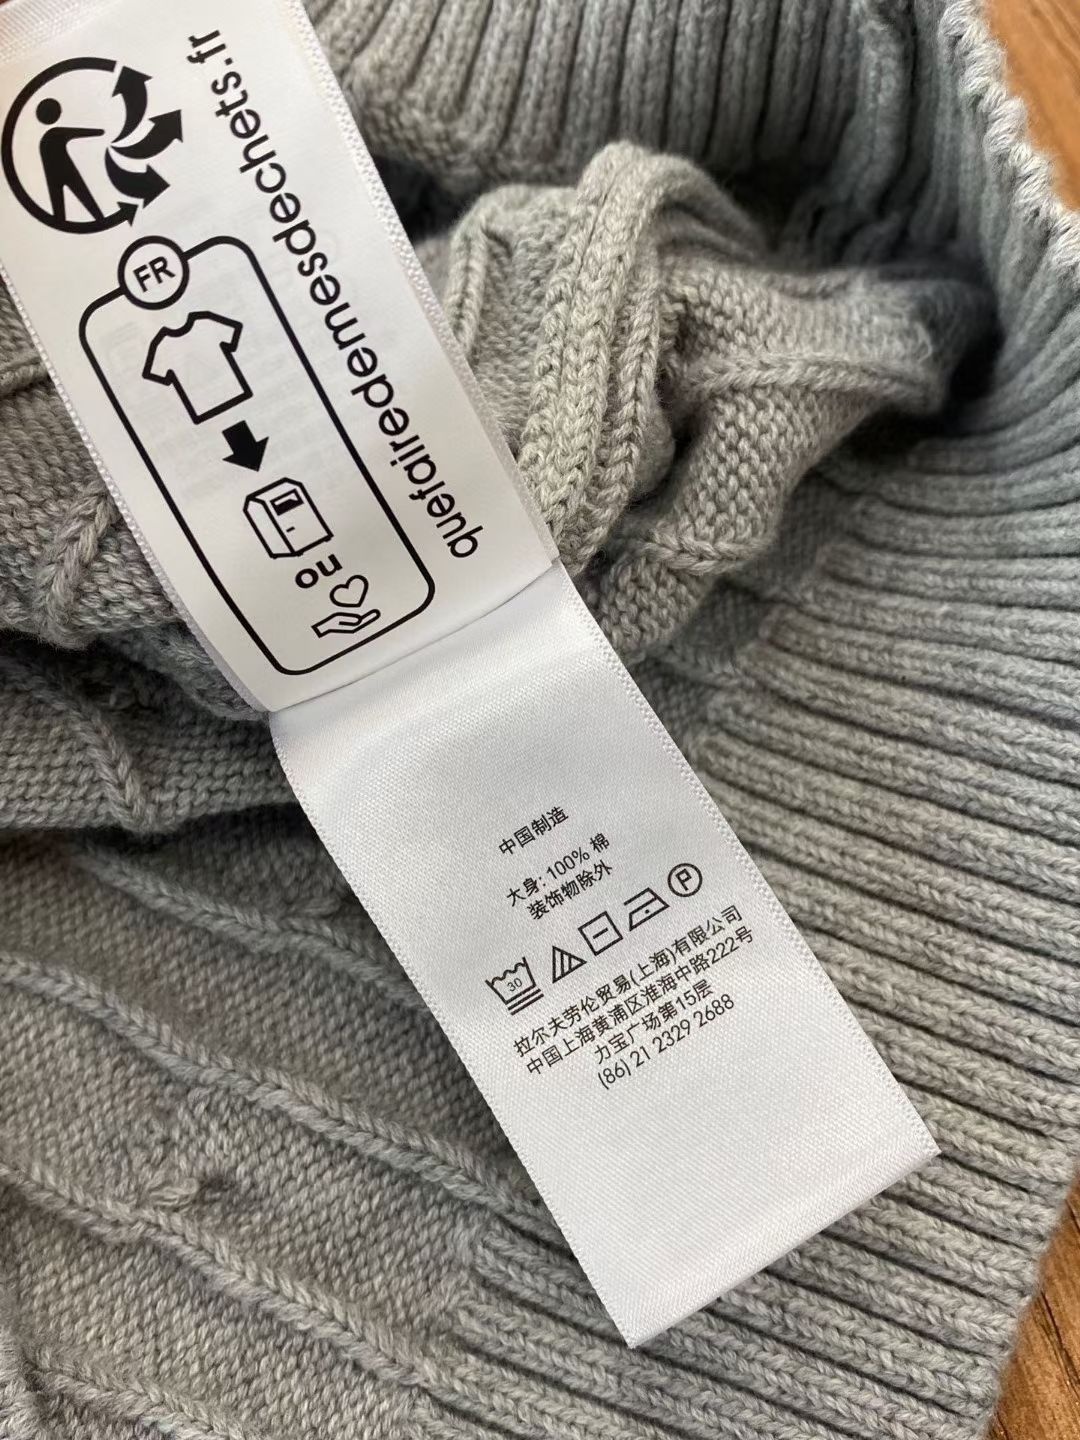 quefairedemesdechets.fr
FR
OU
中国制造
大身: 100% 棉
装饰物除外
30
P
拉尔夫劳伦贸易(上海)有限公司
中国上海黄浦区淮海中路222号
力宝广场第15层
(86) 21 2329 2688